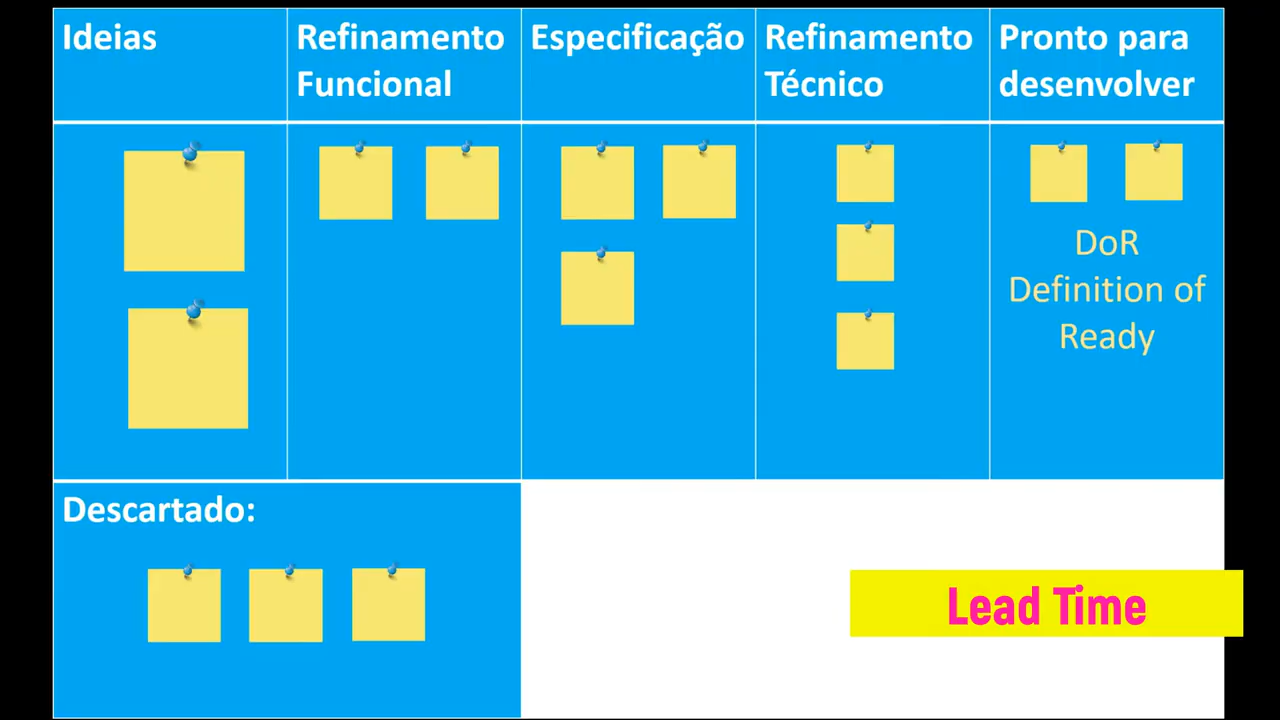 Ideias
Refinamento
Funcional
Especificação
Refinamento
Técnico
Pronto para
desenvolver
DoR
Definition of
Ready
Descartado:
Lead Time